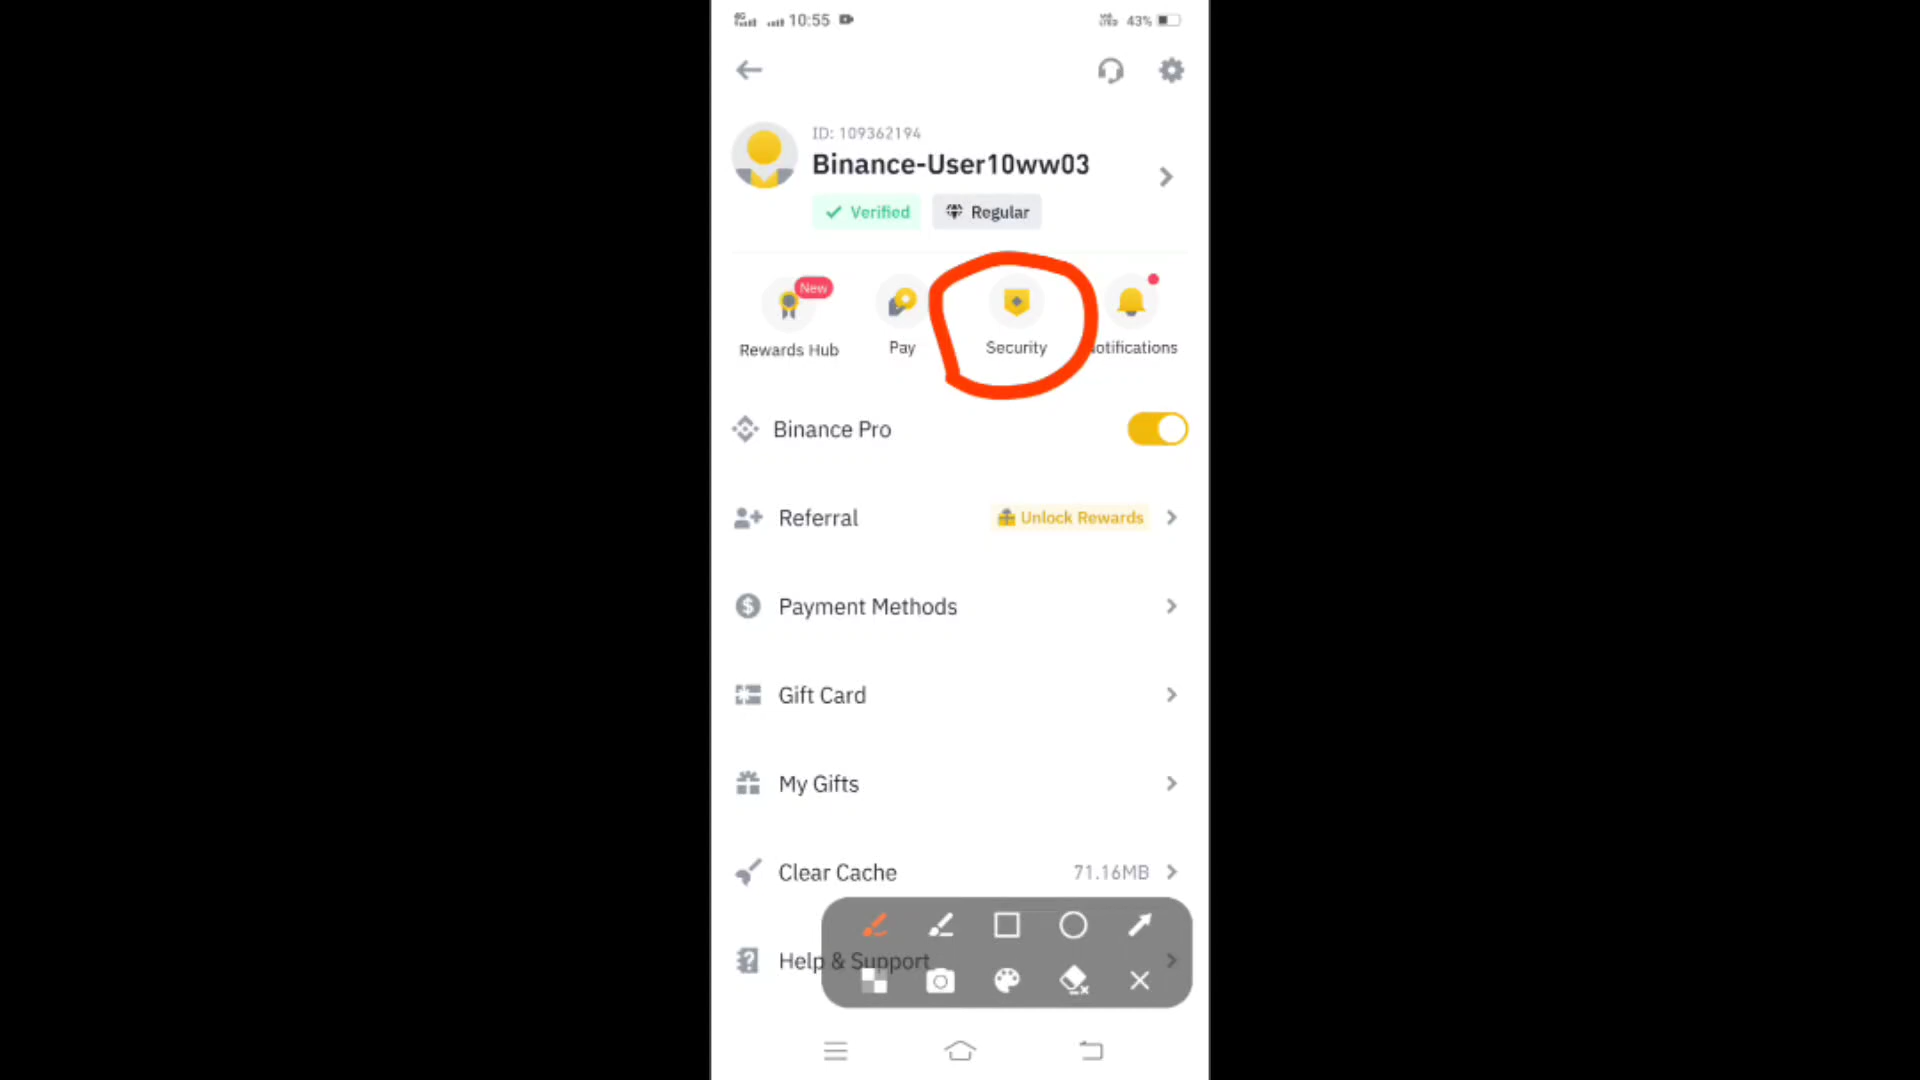 10:55
43%
ID: 109362194
Binance-User10ww03
Verified
Regular
New
Rewards Hub
Pay
Security
otifications
Binance Pro
Referral
Unlock Rewards
Payment Methods
Gift Card
My Gifts
Clear Cache
71.16MB
Help & Support